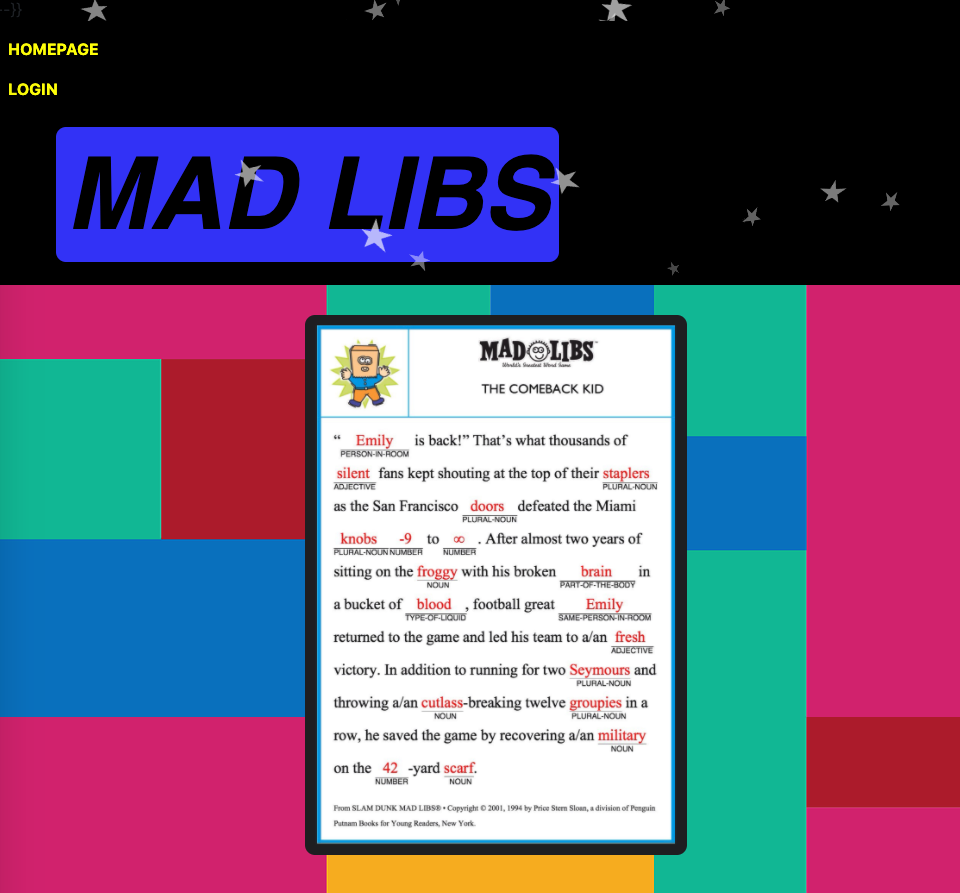 --}}
HOMEPAGE
LOGIN
MAD LIBS
MAD LIBS™
World's Greatest Word Game
THE COMEBACK KID
“ Emily is back!” That’s what thousands of
PERSON-IN-ROOM
silent fans kept shouting at the top of their staplers
ADJECTIVE PLURAL-NOUN
as the San Francisco doors defeated the Miami
PLURAL-NOUN
knobs -9 to ∞ . After almost two years of
PLURAL-NOUN NUMBER NUMBER
sitting on the froggy with his broken brain in
NOUN PART-OF-THE-BODY
a bucket of blood , football great Emily
TYPE-OF-LIQUID SAME-PERSON-IN-ROOM
returned to the game and led his team to a/an fresh
ADJECTIVE
victory. In addition to running for two Seymours and
PLURAL-NOUN
throwing a/an cutlass-breaking twelve groupies in a
NOUN PLURAL-NOUN
row, he saved the game by recovering a/an military
NOUN
on the 42 -yard scarf.
NUMBER NOUN
From SLAM DUNK MAD LIBS® • Copyright © 2001, 1994 by Price Stern Sloan, a division of Penguin
Putnam Books for Young Readers, New York.